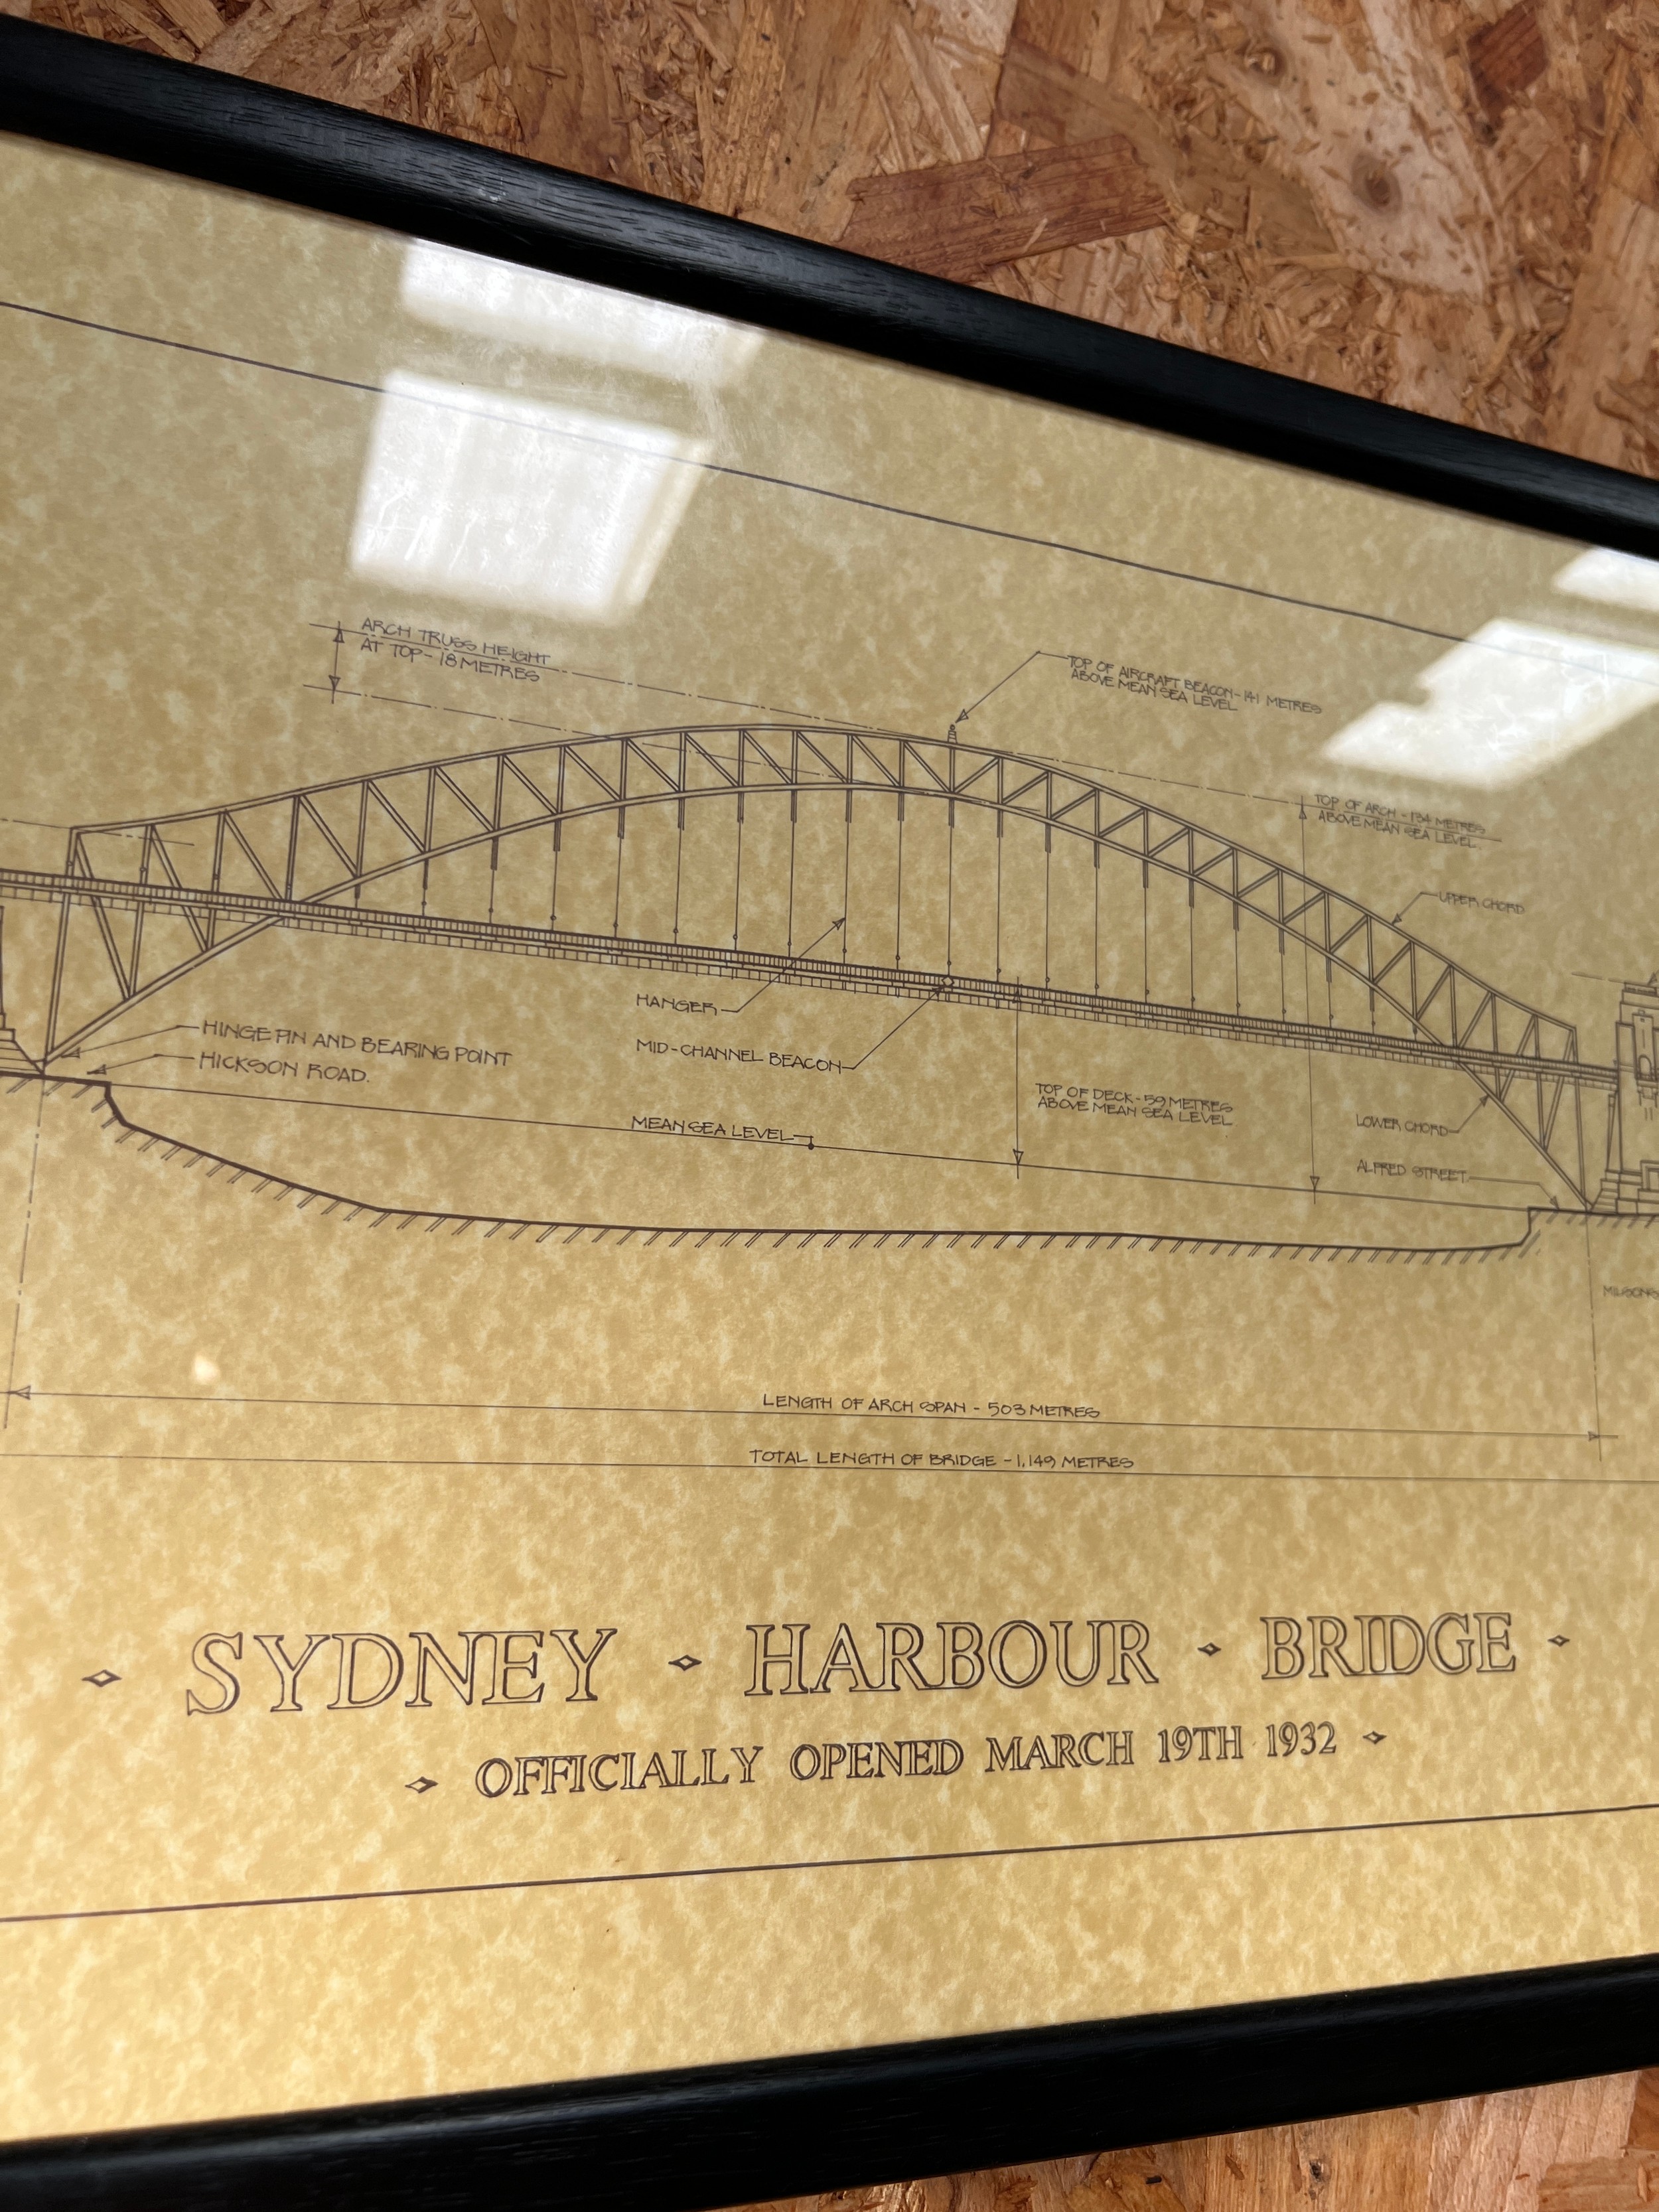 ARCH TRUSS HEIGHT
AT TOP - 18 METRES
TOP OF AIRCRAFT BEACON - 141 METRES
ABOVE MEAN SEA LEVEL
TOP OF ARCH - 134 METRES
ABOVE MEAN SEA LEVEL.
UPPER CHORD
HANGER
MID-CHANNEL BEACON
HINGE PIN AND BEARING POINT
HICKSON ROAD.
MEAN SEA LEVEL
TOP OF DECK - 59 METRES
ABOVE MEAN SEA LEVEL
LOWER CHORD
ALFRED STREET
LENGTH OF ARCH SPAN - 503 METRES
TOTAL LENGTH OF BRIDGE - 1,149 METRES
SYDNEY HARBOUR BRIDGE
OFFICIALLY OPENED MARCH 19TH 1932